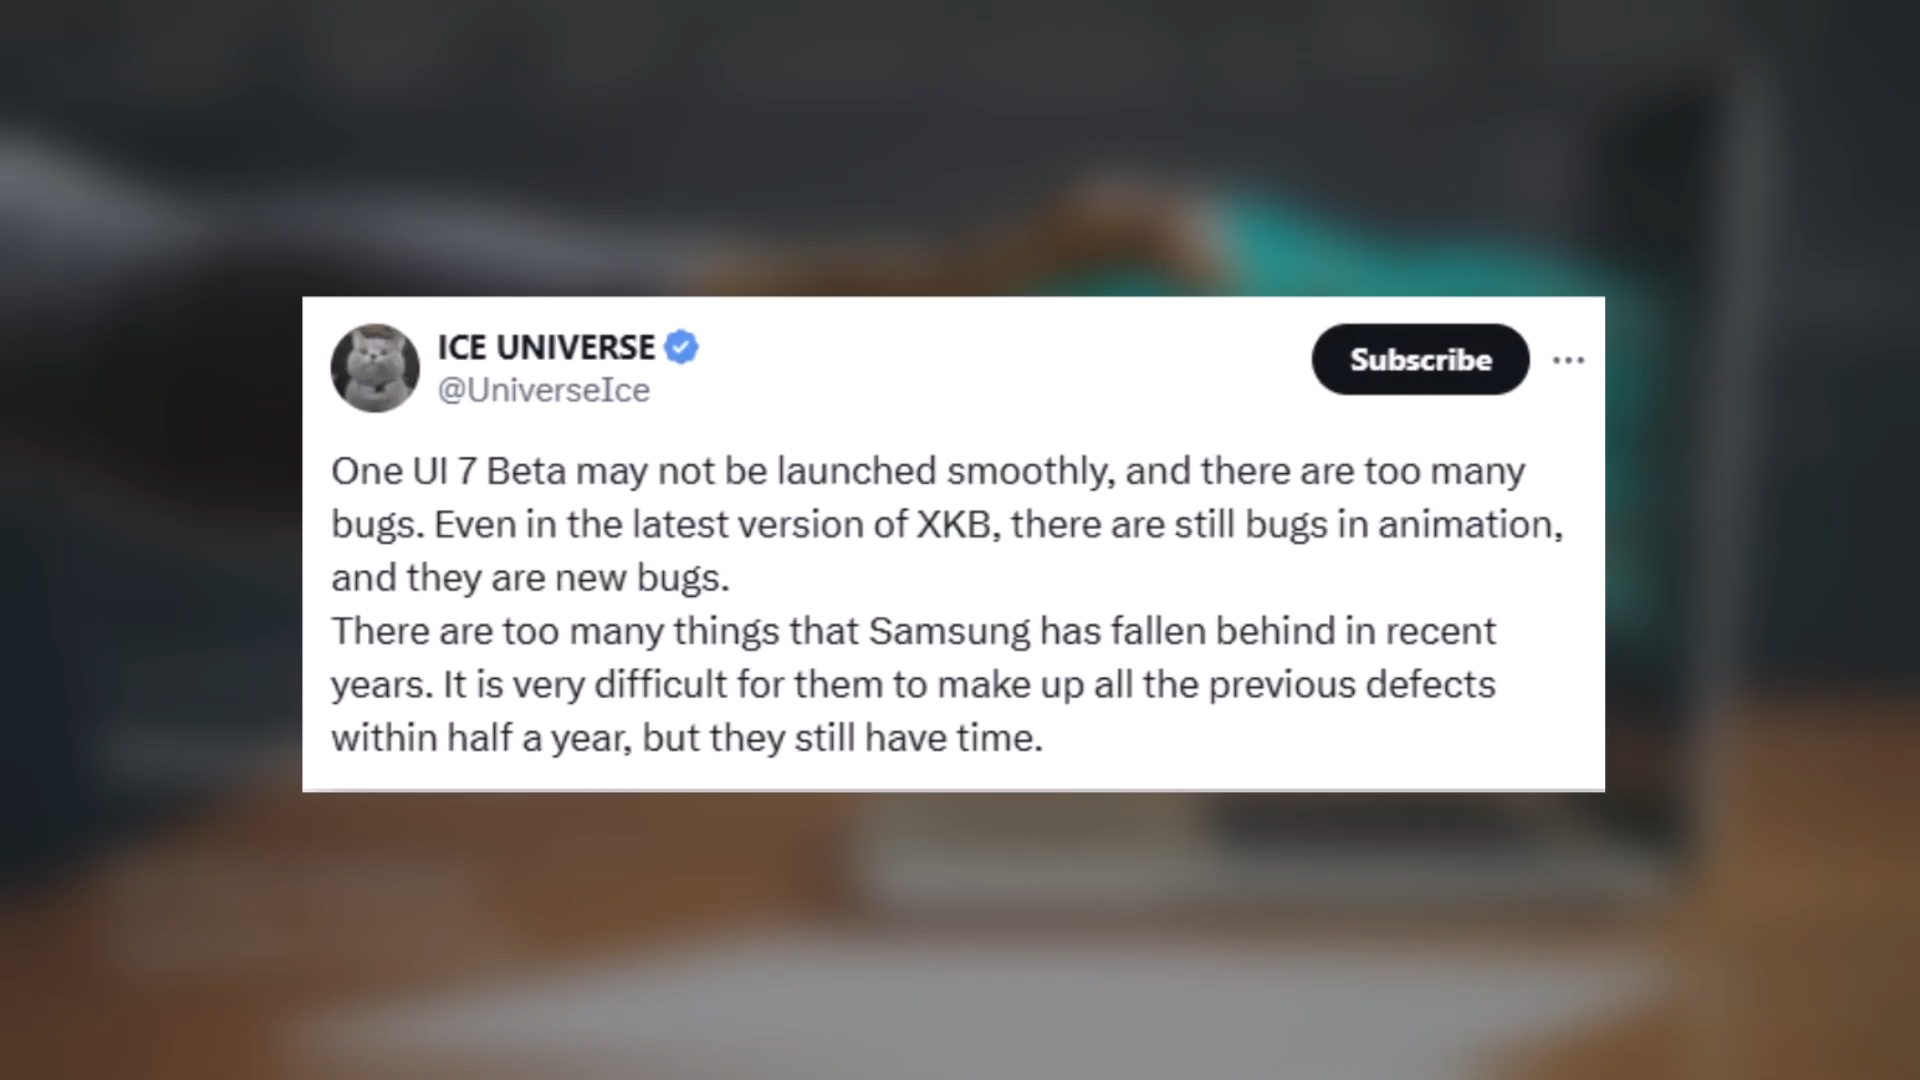 ICE UNIVERSE
@UniverseIce
Subscribe
One UI 7 Beta may not be launched smoothly, and there are too many
bugs. Even in the latest version of XKB, there are still bugs in animation,
and they are new bugs.
There are too many things that Samsung has fallen behind in recent
years. It is very difficult for them to make up all the previous defects
within half a year, but they still have time.